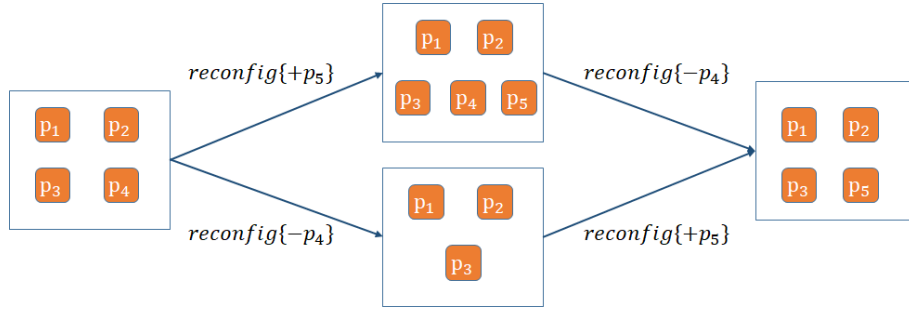 p₁ p₂
p₃ p₄
reconfig{+p₅}
reconfig{−p₄}
p₁ p₂
p₃ p₄ p₅
p₁ p₂
p₃
reconfig{−p₄}
reconfig{+p₅}
p₁ p₂
p₃ p₅